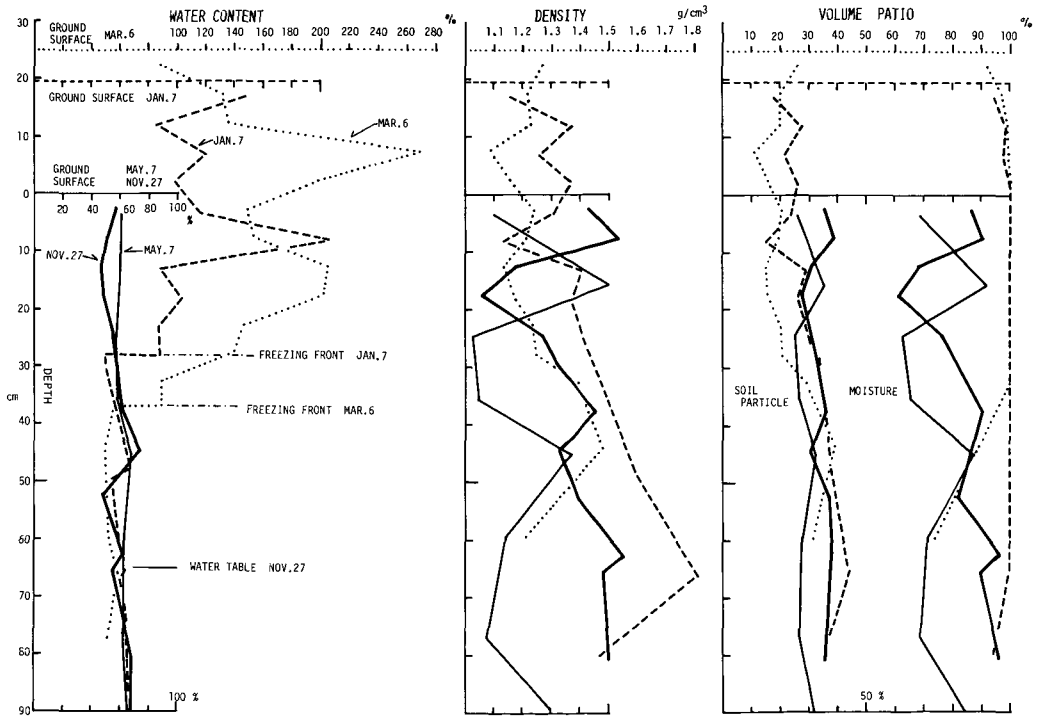 WATER CONTENT
DENSITY
VOLUME PATIO
%
g/cm³
%
30
20
10
0
10
20
30
40
50
60
70
80
90
GROUND SURFACE MAR.6
100 120 140 160 180 200 220 240 260 280
1.1 1.2 1.3 1.4 1.5 1.6 1.7 1.8
10 20 30 40 50 60 70 80 90 100
GROUND SURFACE JAN.7
MAR.6
JAN.7
GROUND SURFACE MAY.7 NOV.27
20 40 60 80 100
%
NOV.27
MAY.7
FREEZING FRONT JAN.7
DEPTH
cm
FREEZING FRONT MAR.6
SOIL PARTICLE
MOISTURE
WATER TABLE NOV.27
100 %
50 %